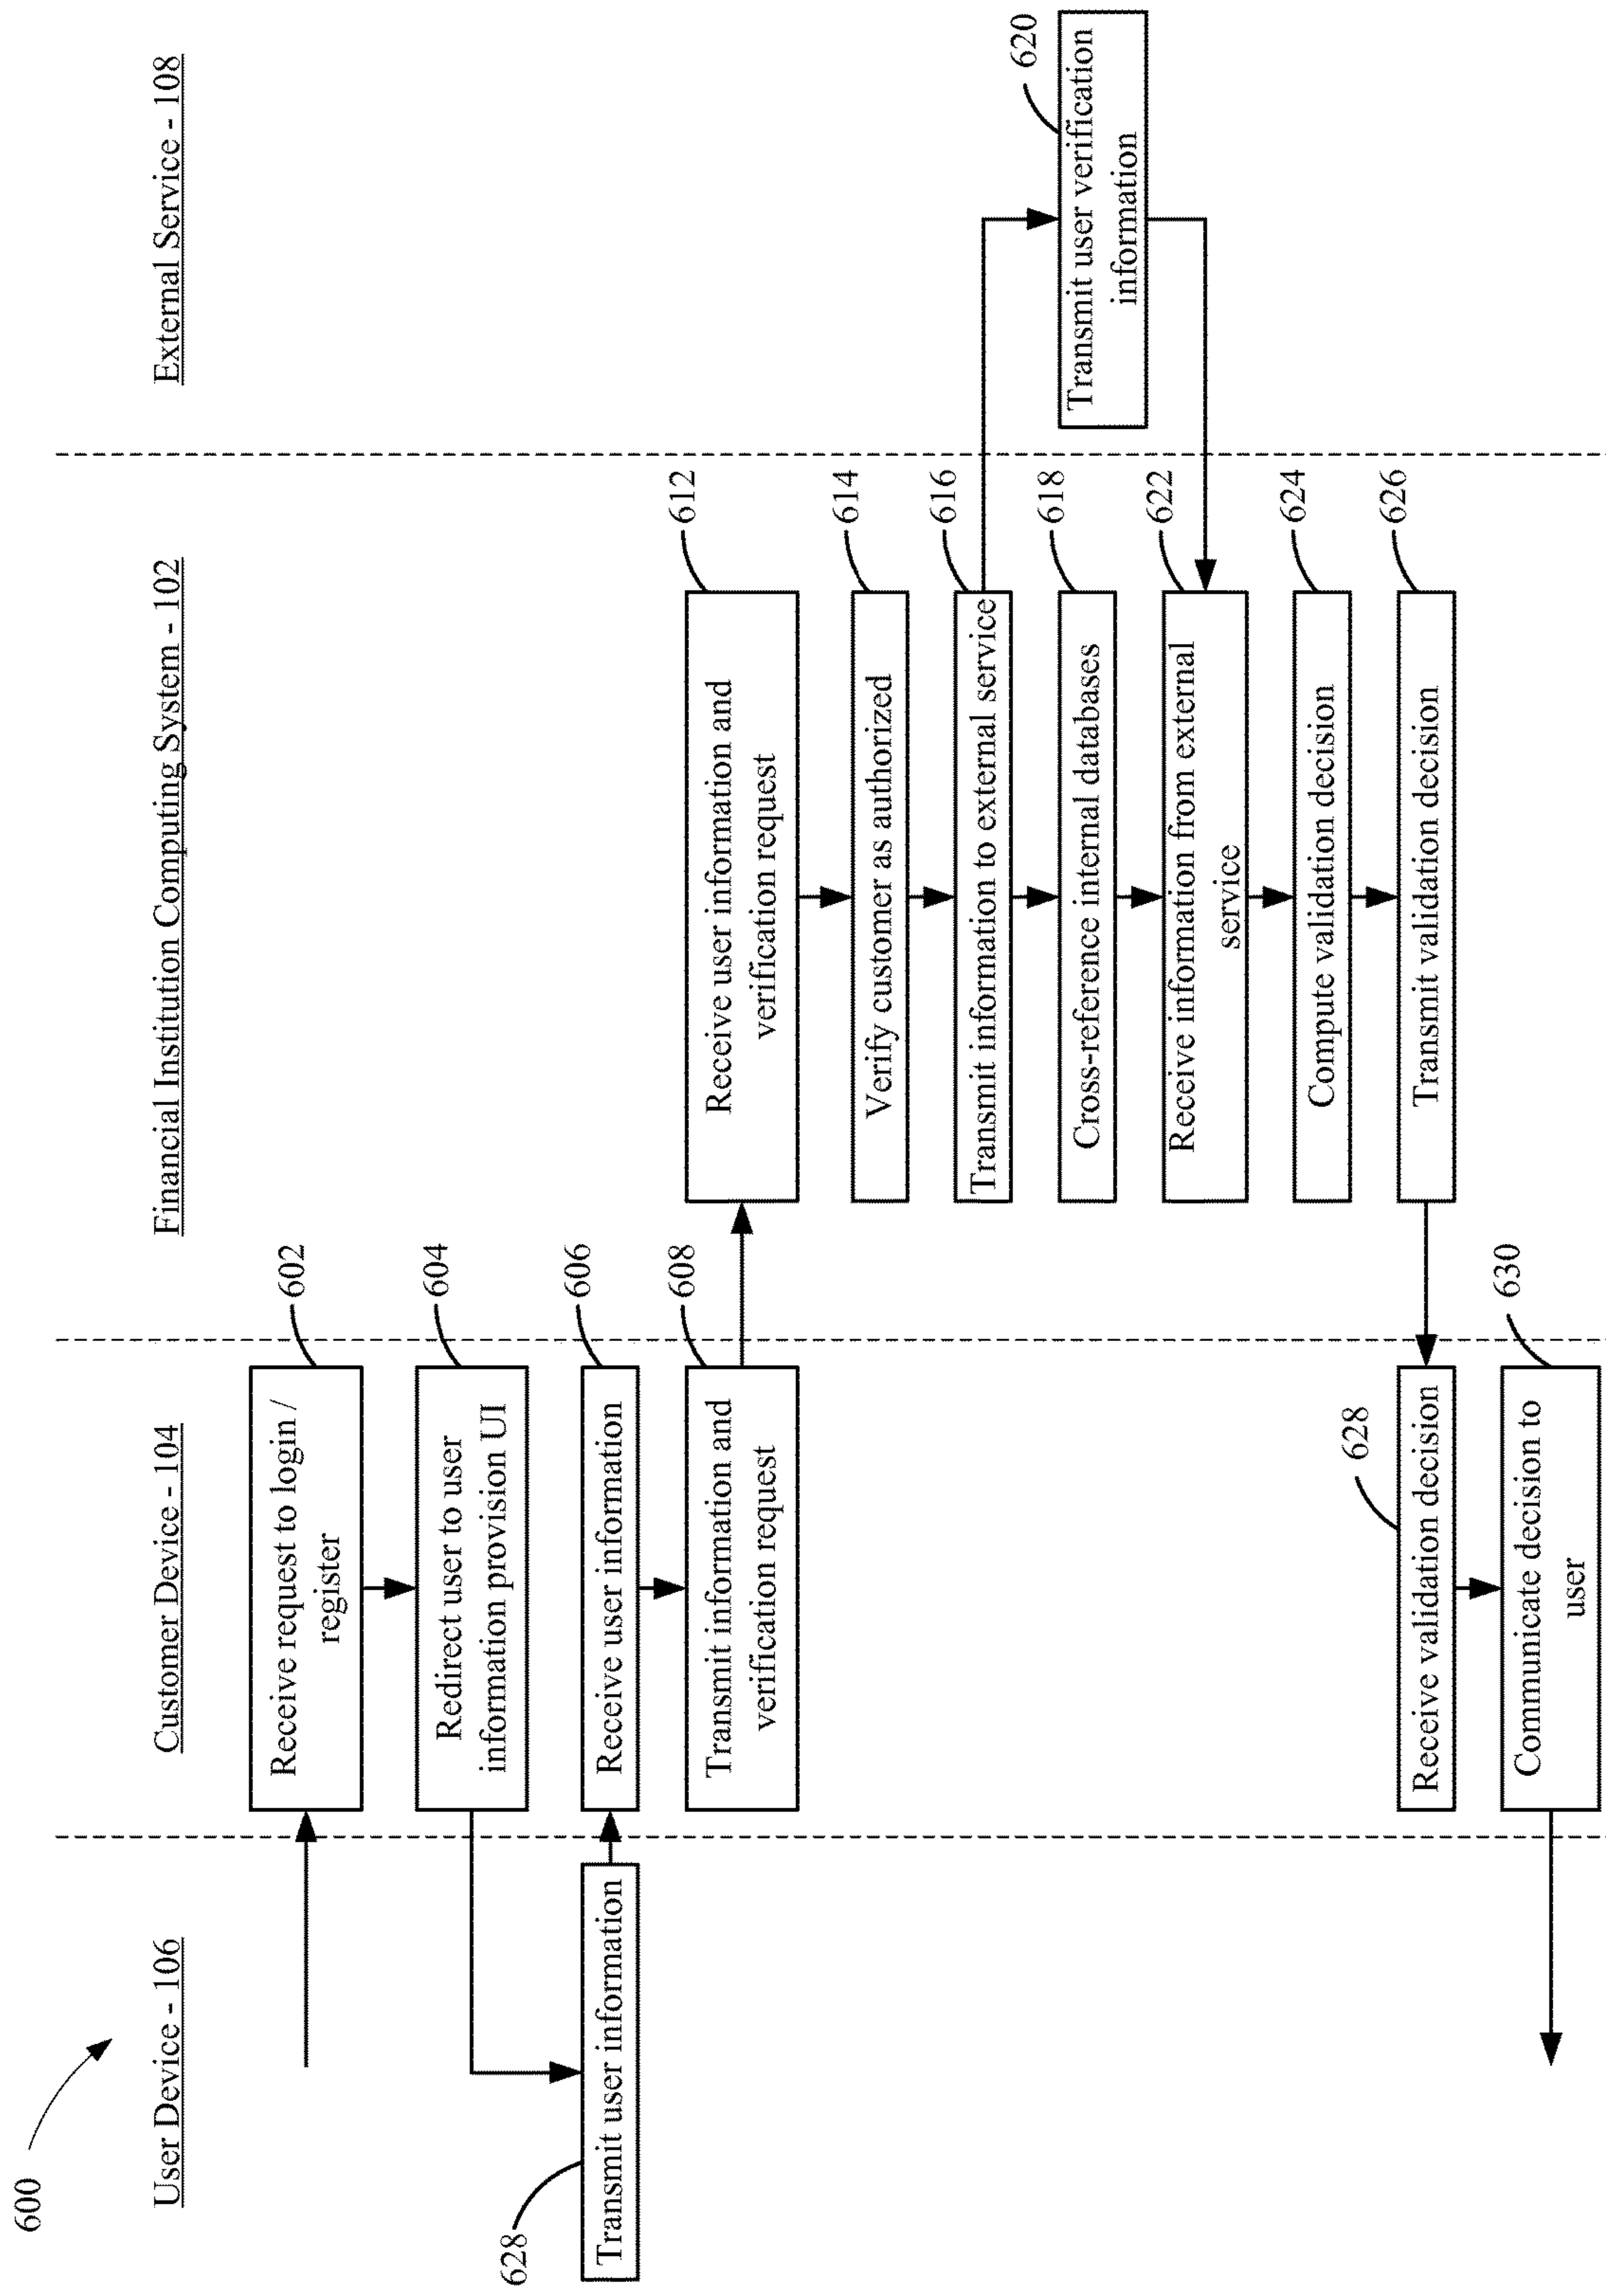 600
User Device - 106
Customer Device - 104
Financial Institution Computing System - 102
External Service - 108
Receive request to login /
register
602
Redirect user to user
information provision UI
604
628
Transmit user information
Receive user information
606
Transmit information and
verification request
608
Receive user information and
verification request
612
Verify customer as authorized
614
Transmit information to external service
616
Cross-reference internal databases
618
Transmit user verification
information
620
Receive information from external
service
622
Compute validation decision
624
Transmit validation decision
626
Receive validation decision
628
Communicate decision to
user
630